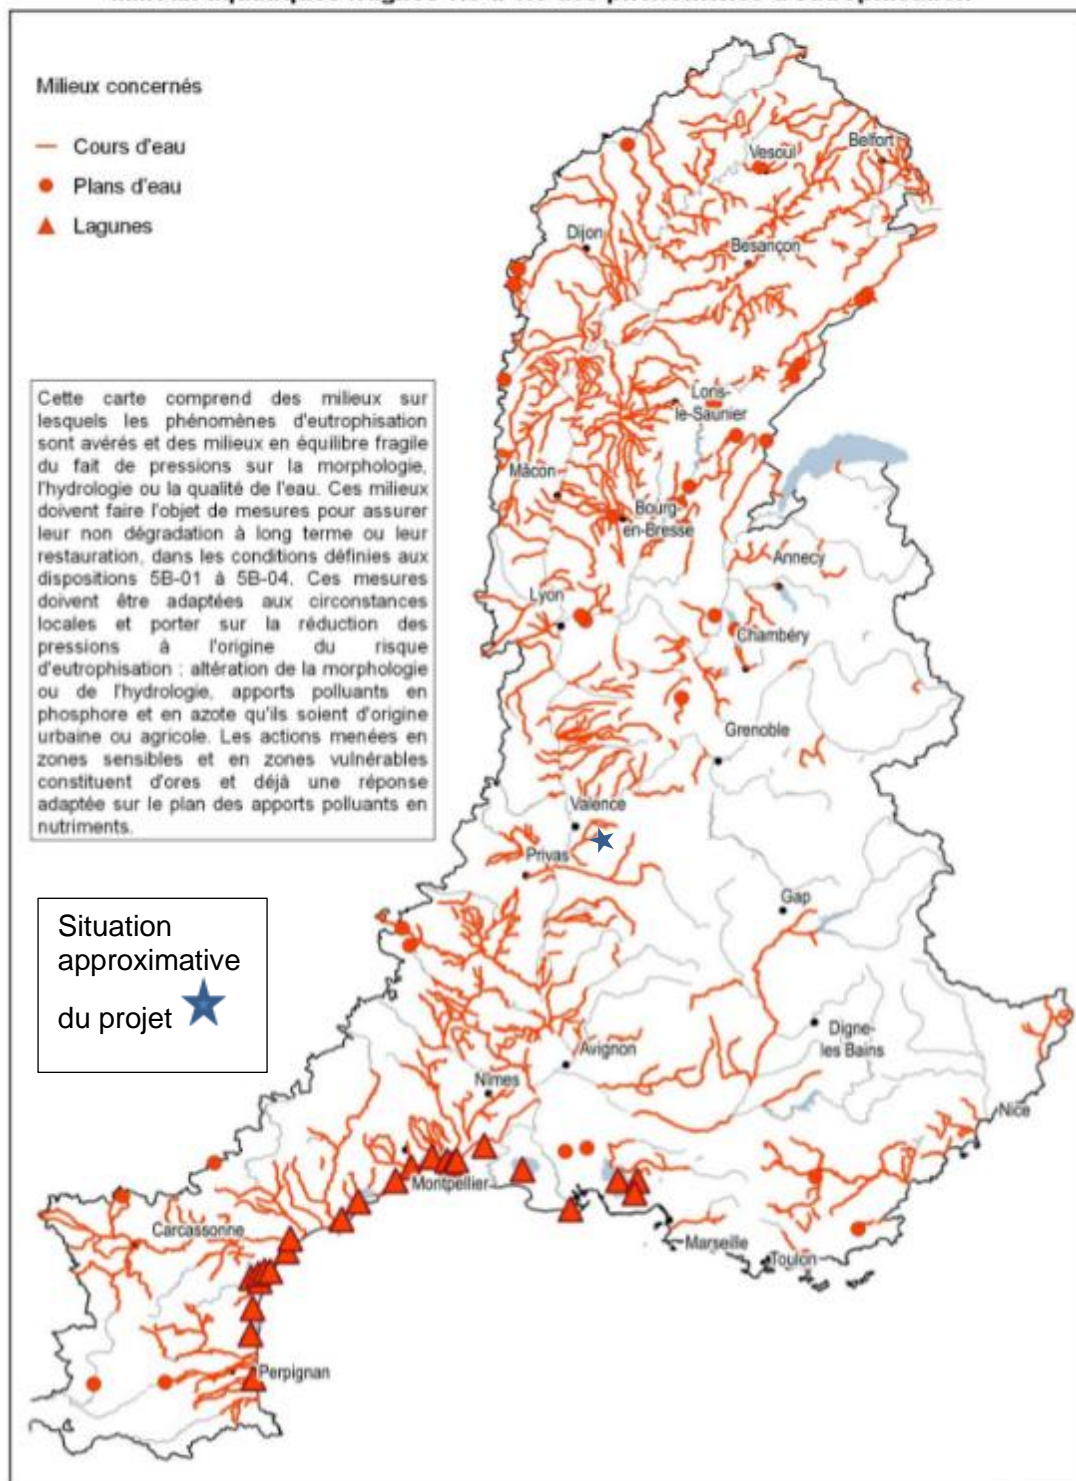 Milieux concernés
Cours d'eau
Plans d'eau
Lagunes
Cette carte comprend des milieux sur
lesquels les phénomènes d'eutrophisation
sont avérés et des milieux en équilibre fragile
du fait de pressions sur la morphologie,
l'hydrologie ou la qualité de l'eau. Ces milieux
doivent faire l'objet de mesures pour assurer
leur non dégradation à long terme ou leur
restauration, dans les conditions définies aux
dispositions 5B-01 à 5B-04. Ces mesures
doivent être adaptées aux circonstances
locales et porter sur la réduction des
pressions à l'origine du risque
d'eutrophisation : altération de la morphologie
ou de l'hydrologie, apports polluants en
phosphore et en azote qu'ils soient d'origine
urbaine ou agricole. Les actions menées en
zones sensibles et en zones vulnérables
constituent d'ores et déjà une réponse
adaptée sur le plan des apports polluants en
nutriments.
Situation
approximative
du projet
Vesoul
Belfort
Dijon
Besançon
Lons-
le-Saunier
Mâcon
Bourg-
en-Bresse
Annecy
Lyon
Chambéry
Grenoble
Valence
Privas
Gap
Digne-
les Bains
Avignon
Nîmes
Nice
Montpellier
Carcassonne
Marseille
Toulon
Perpignan